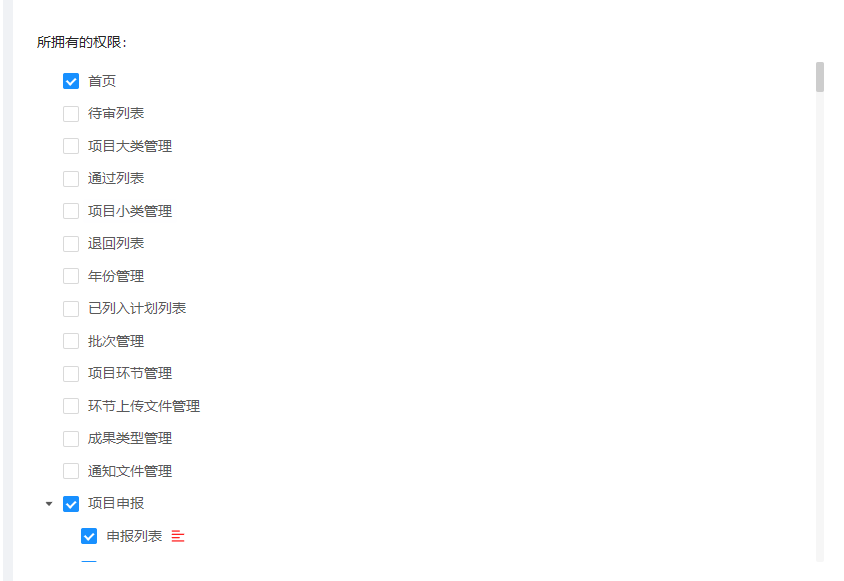 所拥有的权限：
首页
待审列表
项目大类管理
通过列表
项目小类管理
退回列表
年份管理
已列入计划列表
批次管理
项目环节管理
环节上传文件管理
成果类型管理
通知文件管理
项目申报
申报列表